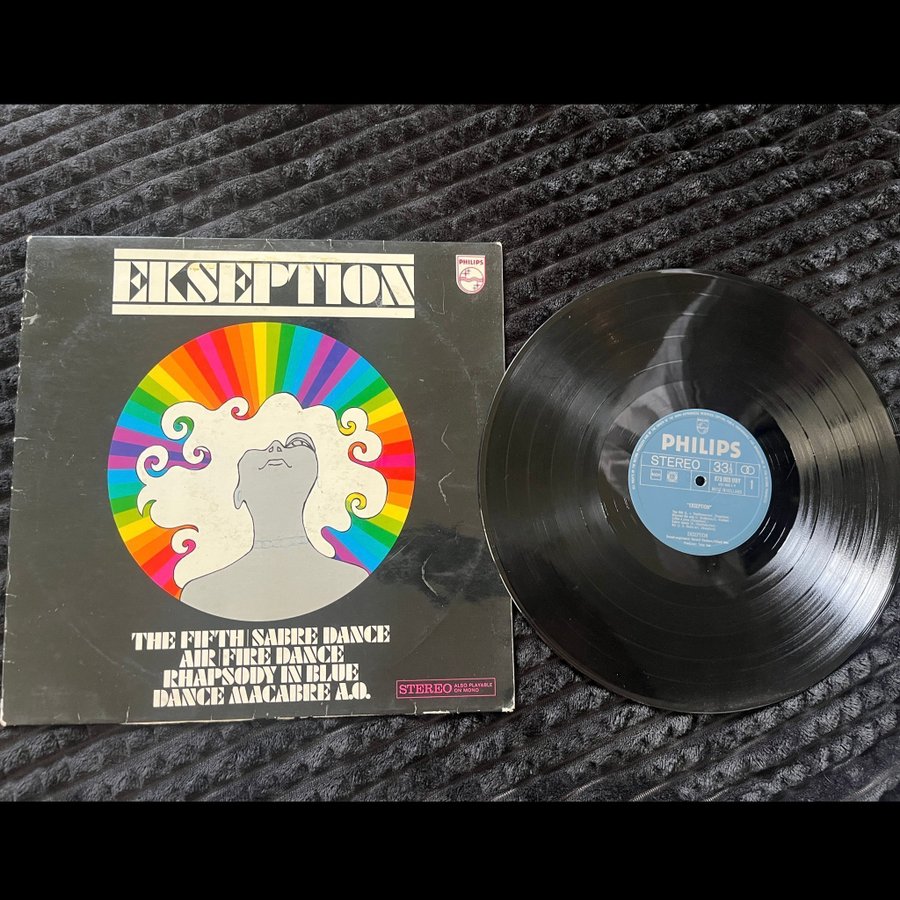 EKSEPTION
PHILIPS
THE FIFTH | SABRE DANCE
AIR | FIRE DANCE
RHAPSODY IN BLUE
DANCE MACABRE A.O.
STEREO ALSO PLAYABLE
ON MONO
PHILIPS
STEREO 33⅓
1
"EKSEPTION"
EKSEPTION